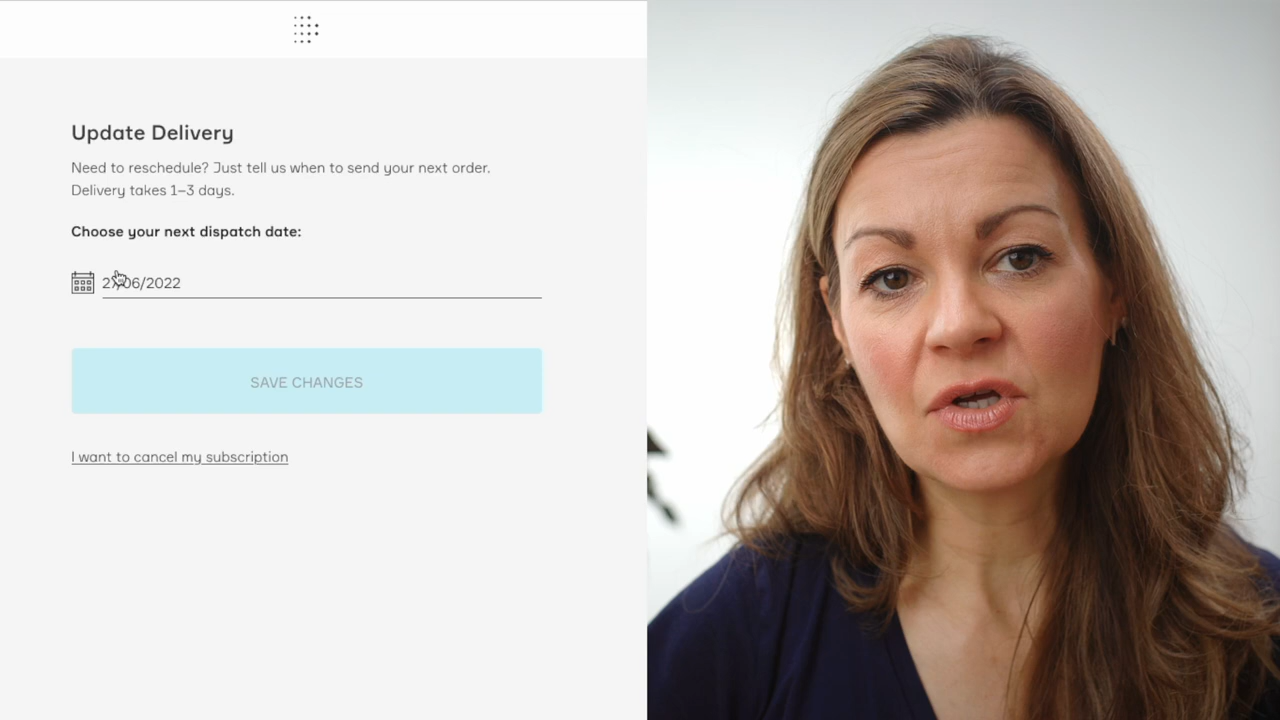 Update Delivery
Need to reschedule? Just tell us when to send your next order.
Delivery takes 1–3 days.
Choose your next dispatch date:
SAVE CHANGES
I want to cancel my subscription